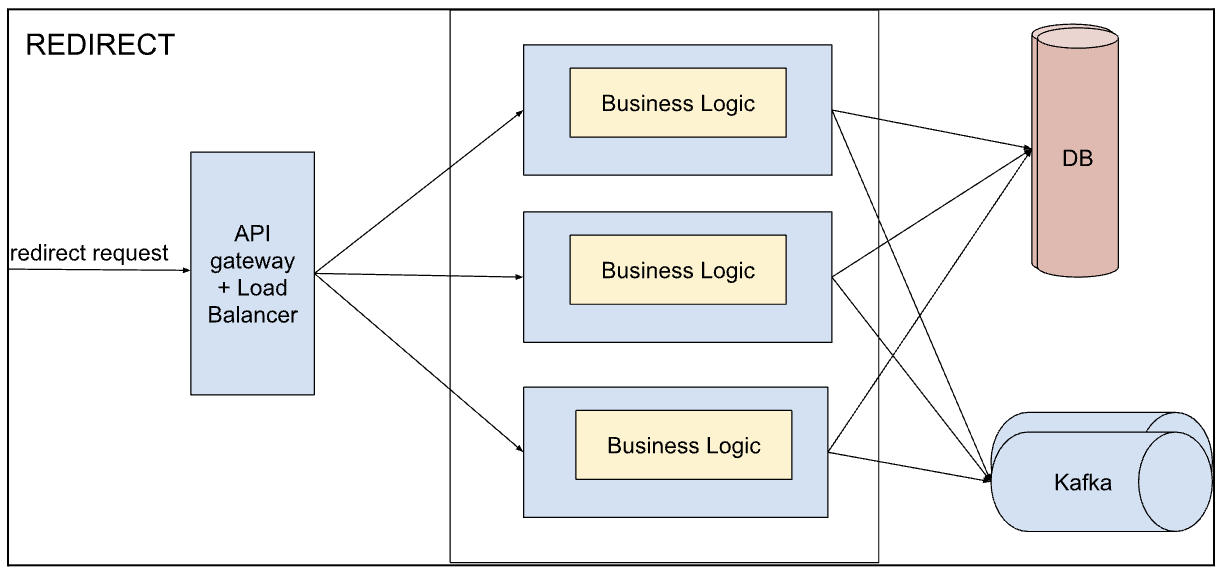 REDIRECT
redirect request
API
gateway
+ Load
Balancer
Business Logic
Business Logic
Business Logic
DB
Kafka